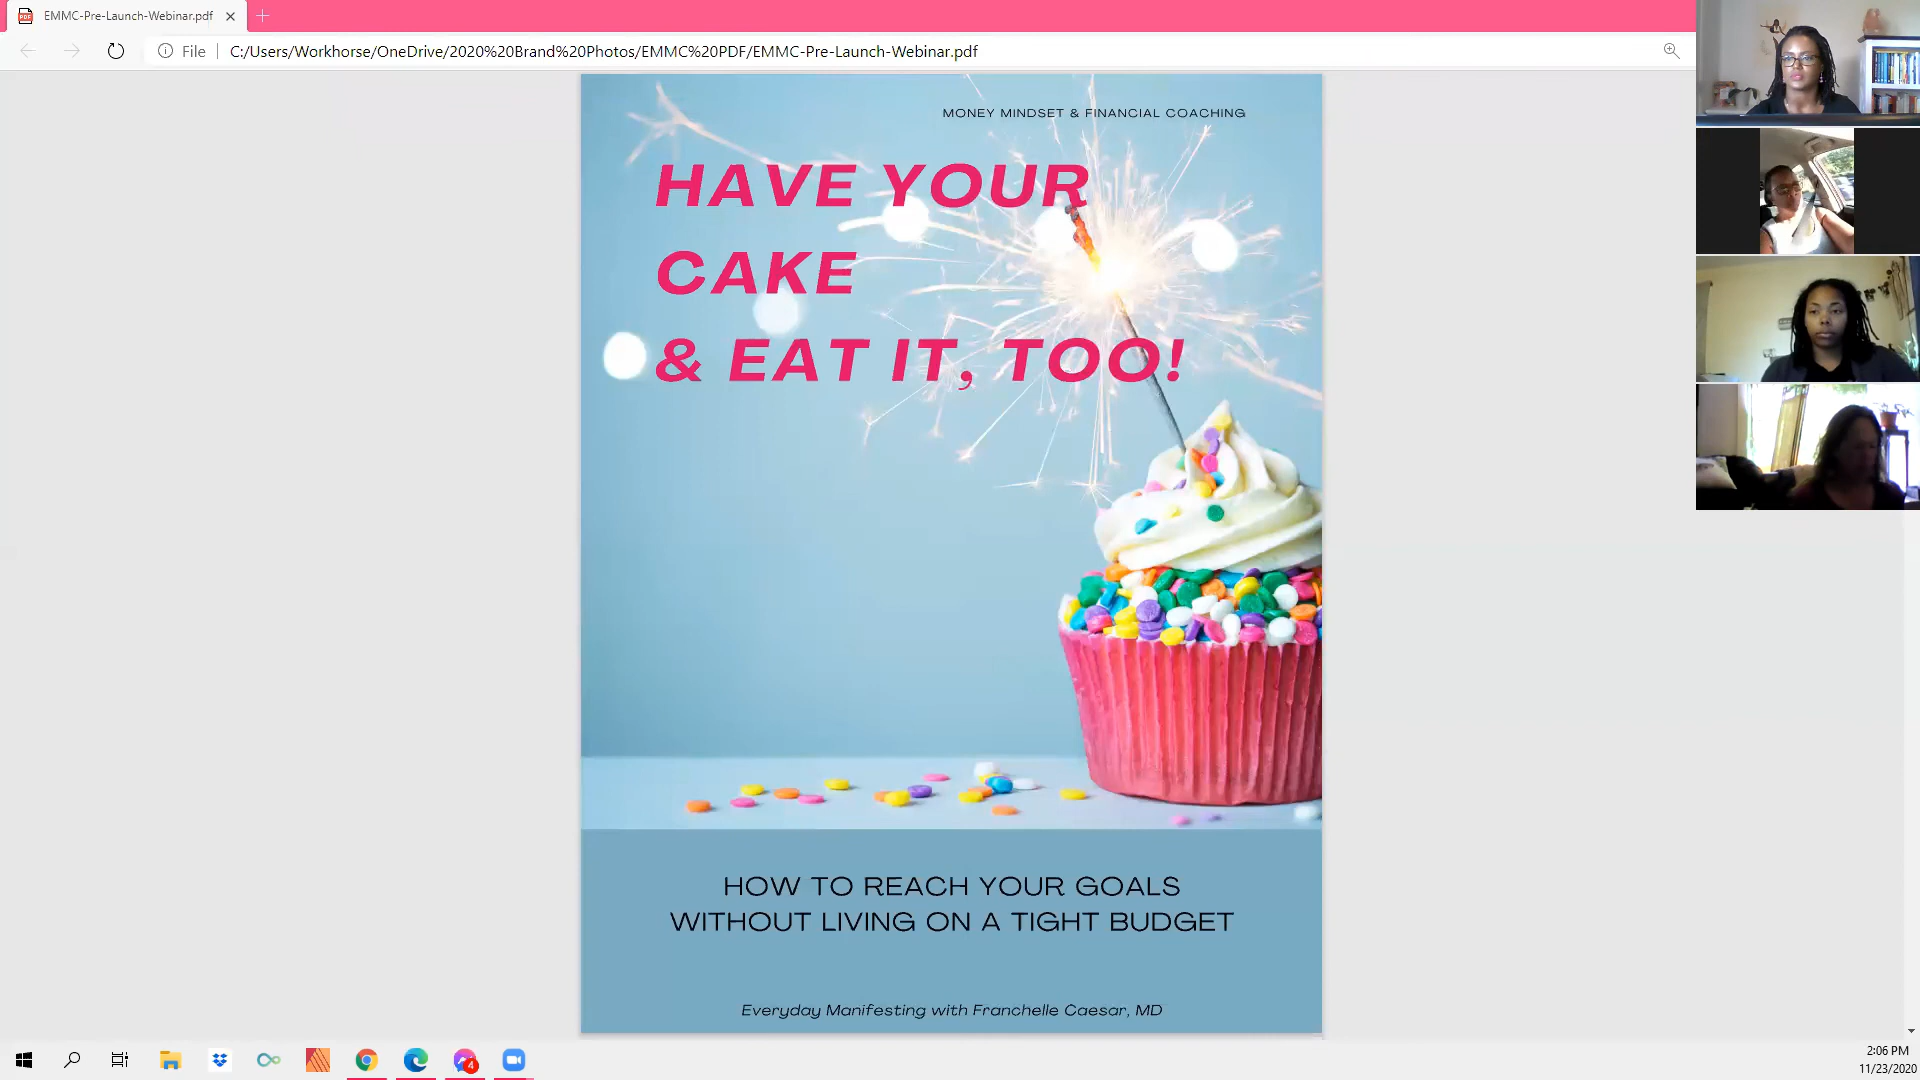 EMMC-Pre-Launch-Webinar.pdf
File
C:/Users/Workhorse/OneDrive/2020%20Brand%20Photos/EMMC%20PDF/EMMC-Pre-Launch-Webinar.pdf
MONEY MINDSET & FINANCIAL COACHING
HAVE YOUR
CAKE
& EAT IT, TOO!
HOW TO REACH YOUR GOALS
WITHOUT LIVING ON A TIGHT BUDGET
Everyday Manifesting with Franchelle Caesar, MD
4
2:06 PM
11/23/2020